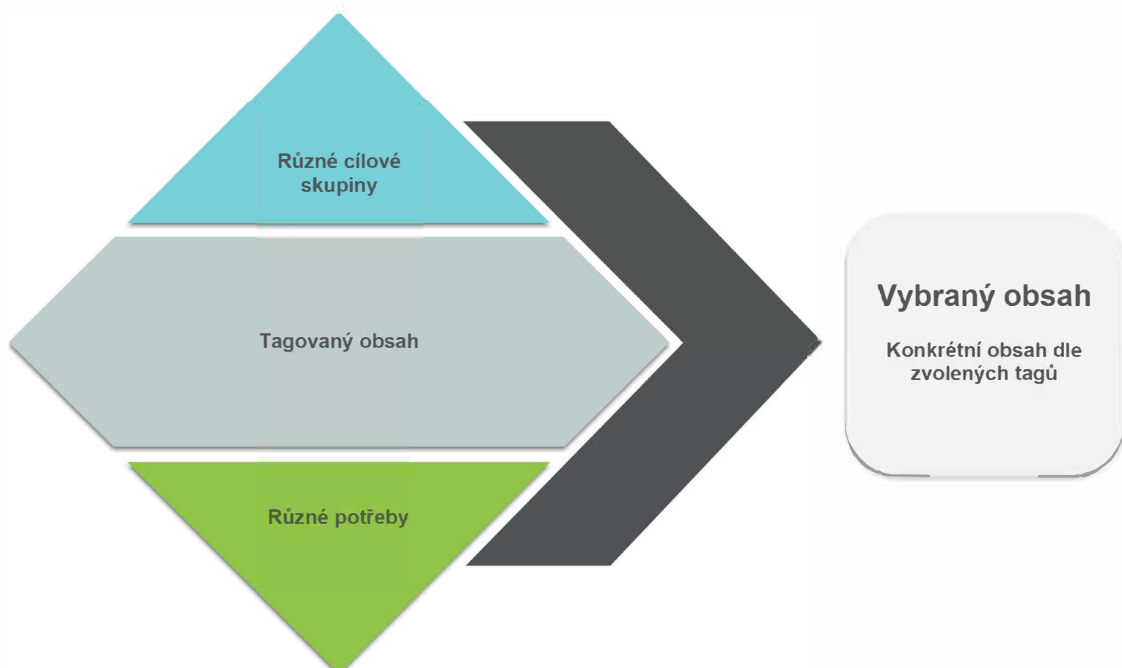 Různé cílové
skupiny
Tagovaný obsah
Různé potřeby
Vybraný obsah
Konkrétní obsah dle
zvolených tagů